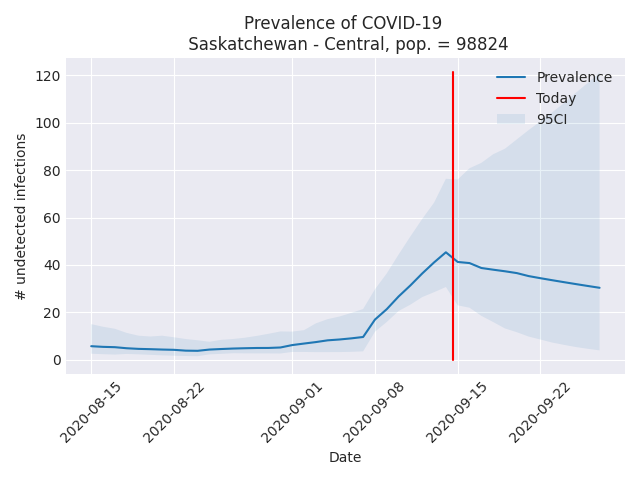 Prevalence of COVID-19
Saskatchewan - Central, pop. = 98824
Prevalence
Today
95CI
# undetected infections
120
100
80
60
40
20
0
2020-08-15
2020-08-22
2020-09-01
2020-09-08
2020-09-15
2020-09-22
Date